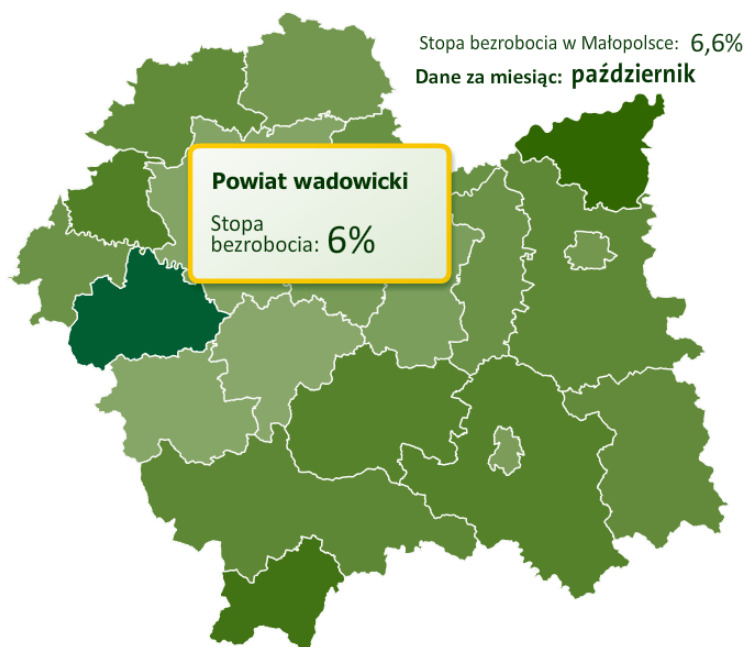 Stopa bezrobocia w Małopolsce: 6,6%
Dane za miesiąc: październik
Powiat wadowicki
Stopa
bezrobocia: 6%